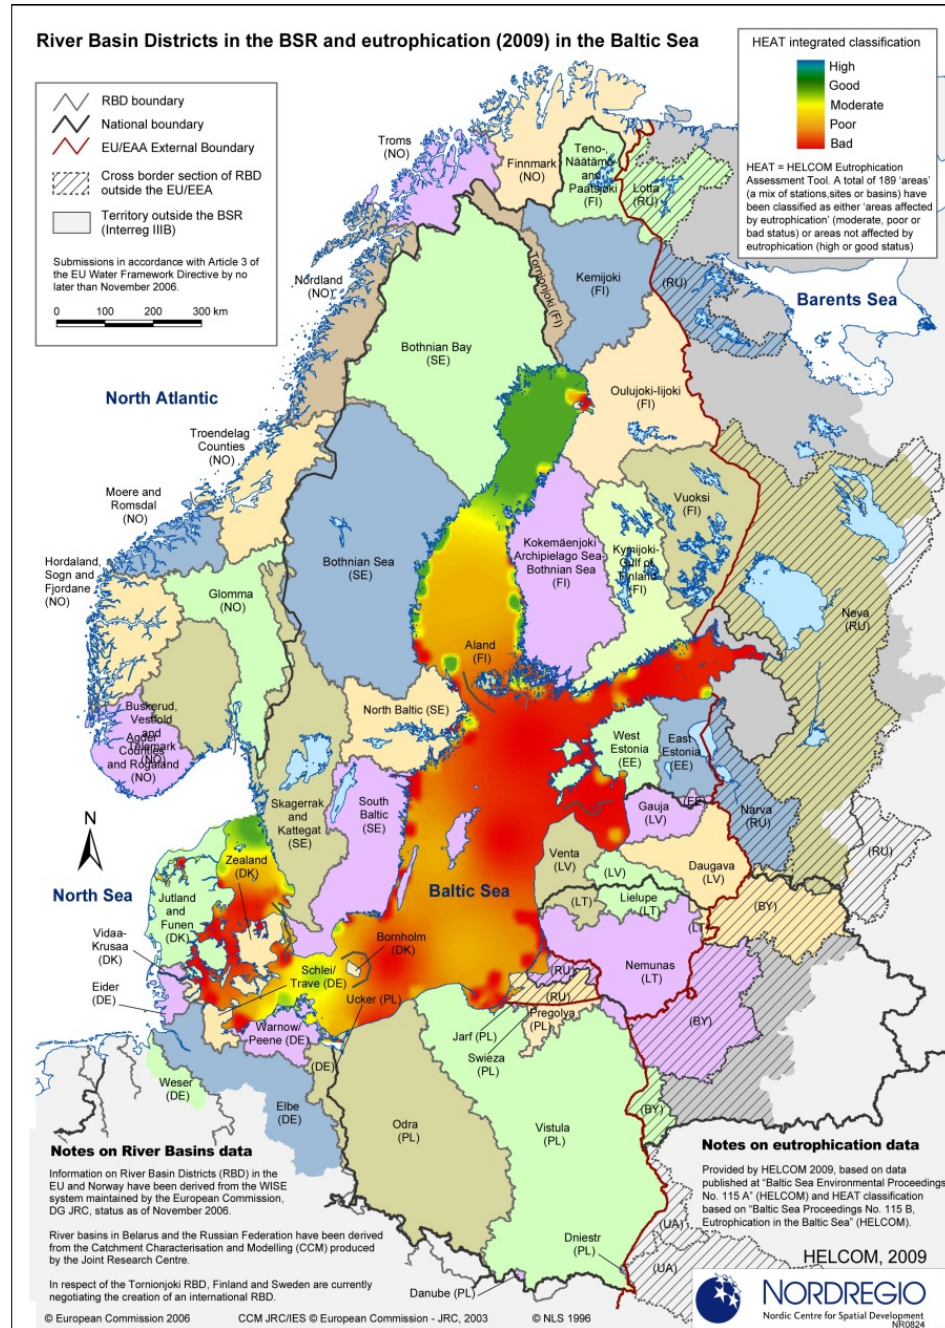 River Basin Districts in the BSR and eutrophication (2009) in the Baltic Sea
RBD boundary
National boundary
EU/EAA External Boundary
Cross border section of RBD
outside the EU/EEA
Territory outside the BSR
(Interreg IIIB)
Submissions in accordance with Article 3 of
the EU Water Framework Directive by no
later than November 2006.
0 100 200 300 km
HEAT integrated classification
High
Good
Moderate
Poor
Bad
HEAT = HELCOM Eutrophication
Assessment Tool. A total of 189 'areas'
(a mix of stations,sites or basins) have
been classified as either 'areas affected
by eutrophication' (moderate, poor or
bad status) or areas not affected by
eutrophication (high or good status)
Troms
(NO)
Finnmark
(NO)
Teno-
Näätämö-
and
Paatsjoki
(FI)
Lotta
(RU)
Nordland
(NO)
Tornionjoki (FI)
Kemijoki
(FI)
(RU)
Barents Sea
Bothnian Bay
(SE)
North Atlantic
Oulujoki-Iijoki
(FI)
Troendelag
Counties
(NO)
Moere and
Romsdal
(NO)
Vuoksi
(FI)
Kokemäenjoki
Archipielago Sea-
Bothnian Sea
(FI)
Kymijoki-
Gulf of
Finland
(FI)
Bothnian Sea
(SE)
Hordaland,
Sogn and
Fjordane
(NO)
Glomma
(NO)
Neva
(RU)
Aland
(FI)
North Baltic (SE)
Buskerud,
Vestfold
and
Telemark
(NO)
Agder
Counties
and Rogaland
(NO)
West
Estonia
(EE)
East
Estonia
(EE)
(EE)
Narva
(RU)
(RU)
Skagerrak
and
Kattegat
(SE)
South
Baltic
(SE)
Gauja
(LV)
N
Zealand
(DK)
Venta
(LV)
(LV)
Daugava
(LV)
North Sea
Baltic Sea
Jutland
and
Funen
(DK)
(LT)
Lielupe
(LT)
(LT)
(BY)
Vidaa-
Krusaa
(DK)
Bornholm
(DK)
Eider
(DE)
Schlei/
Trave (DE)
Ucker (PL)
(RU)
(RU)
Nemunas
(LT)
Pregolya
(PL)
(BY)
Warnow/
Peene (DE)
Jarf (PL)
Swieza
(PL)
(DE)
Weser
(DE)
Elbe
(DE)
Odra
(PL)
Vistula
(PL)
(BY)
Dniestr
(PL)
(UA)
(UA)
Danube (PL)
Notes on River Basins data
Information on River Basin Districts (RBD) in the
EU and Norway have been derived from the WISE
system maintained by the European Commission,
DG JRC, status as of November 2006.
River basins in Belarus and the Russian Federation have been derived
from the Catchment Characterisation and Modelling (CCM) produced
by the Joint Research Centre.
In respect of the Tornionjoki RBD, Finland and Sweden are currently
negotiating the creation of an international RBD.
© European Commission 2006 CCM JRC/IES © European Commission - JRC, 2003 © NLS 1996
Notes on eutrophication data
Provided by HELCOM 2009, based on data
published at "Baltic Sea Environmental Proceedings
No. 115 A" (HELCOM) and HEAT classification
based on "Baltic Sea Proceedings No. 115 B,
Eutrophication in the Baltic Sea" (HELCOM).
HELCOM, 2009
NORDREGIO
Nordic Centre for Spatial Development
NR0824